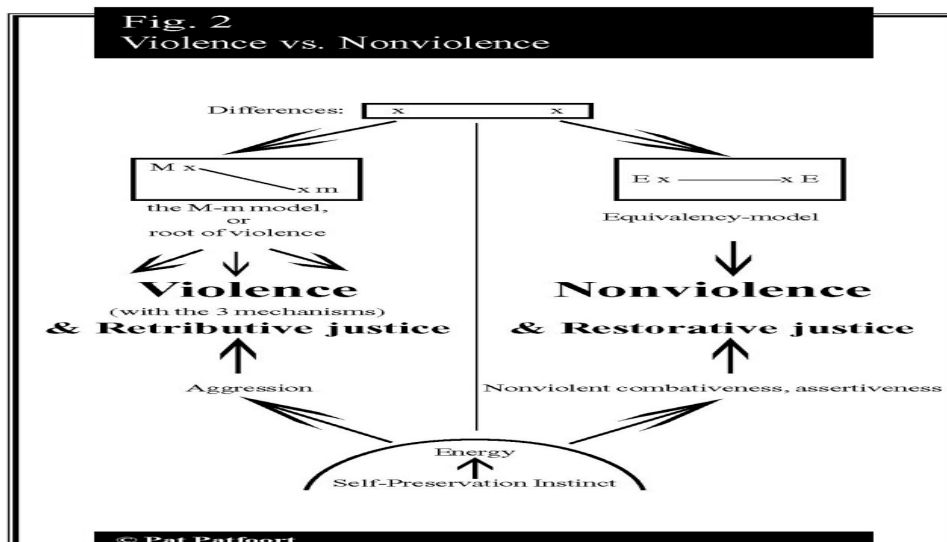 Fig. 2
Violence vs. Nonviolence
Differences: x x
M x
x m
E x x E
the M-m model,
or
root of violence
Equivalency-model
Violence
(with the 3 mechanisms)
& Retributive justice
Nonviolence
& Restorative justice
Aggression
Nonviolent combativeness, assertiveness
Energy
Self-Preservation Instinct
© Pat Patfoort